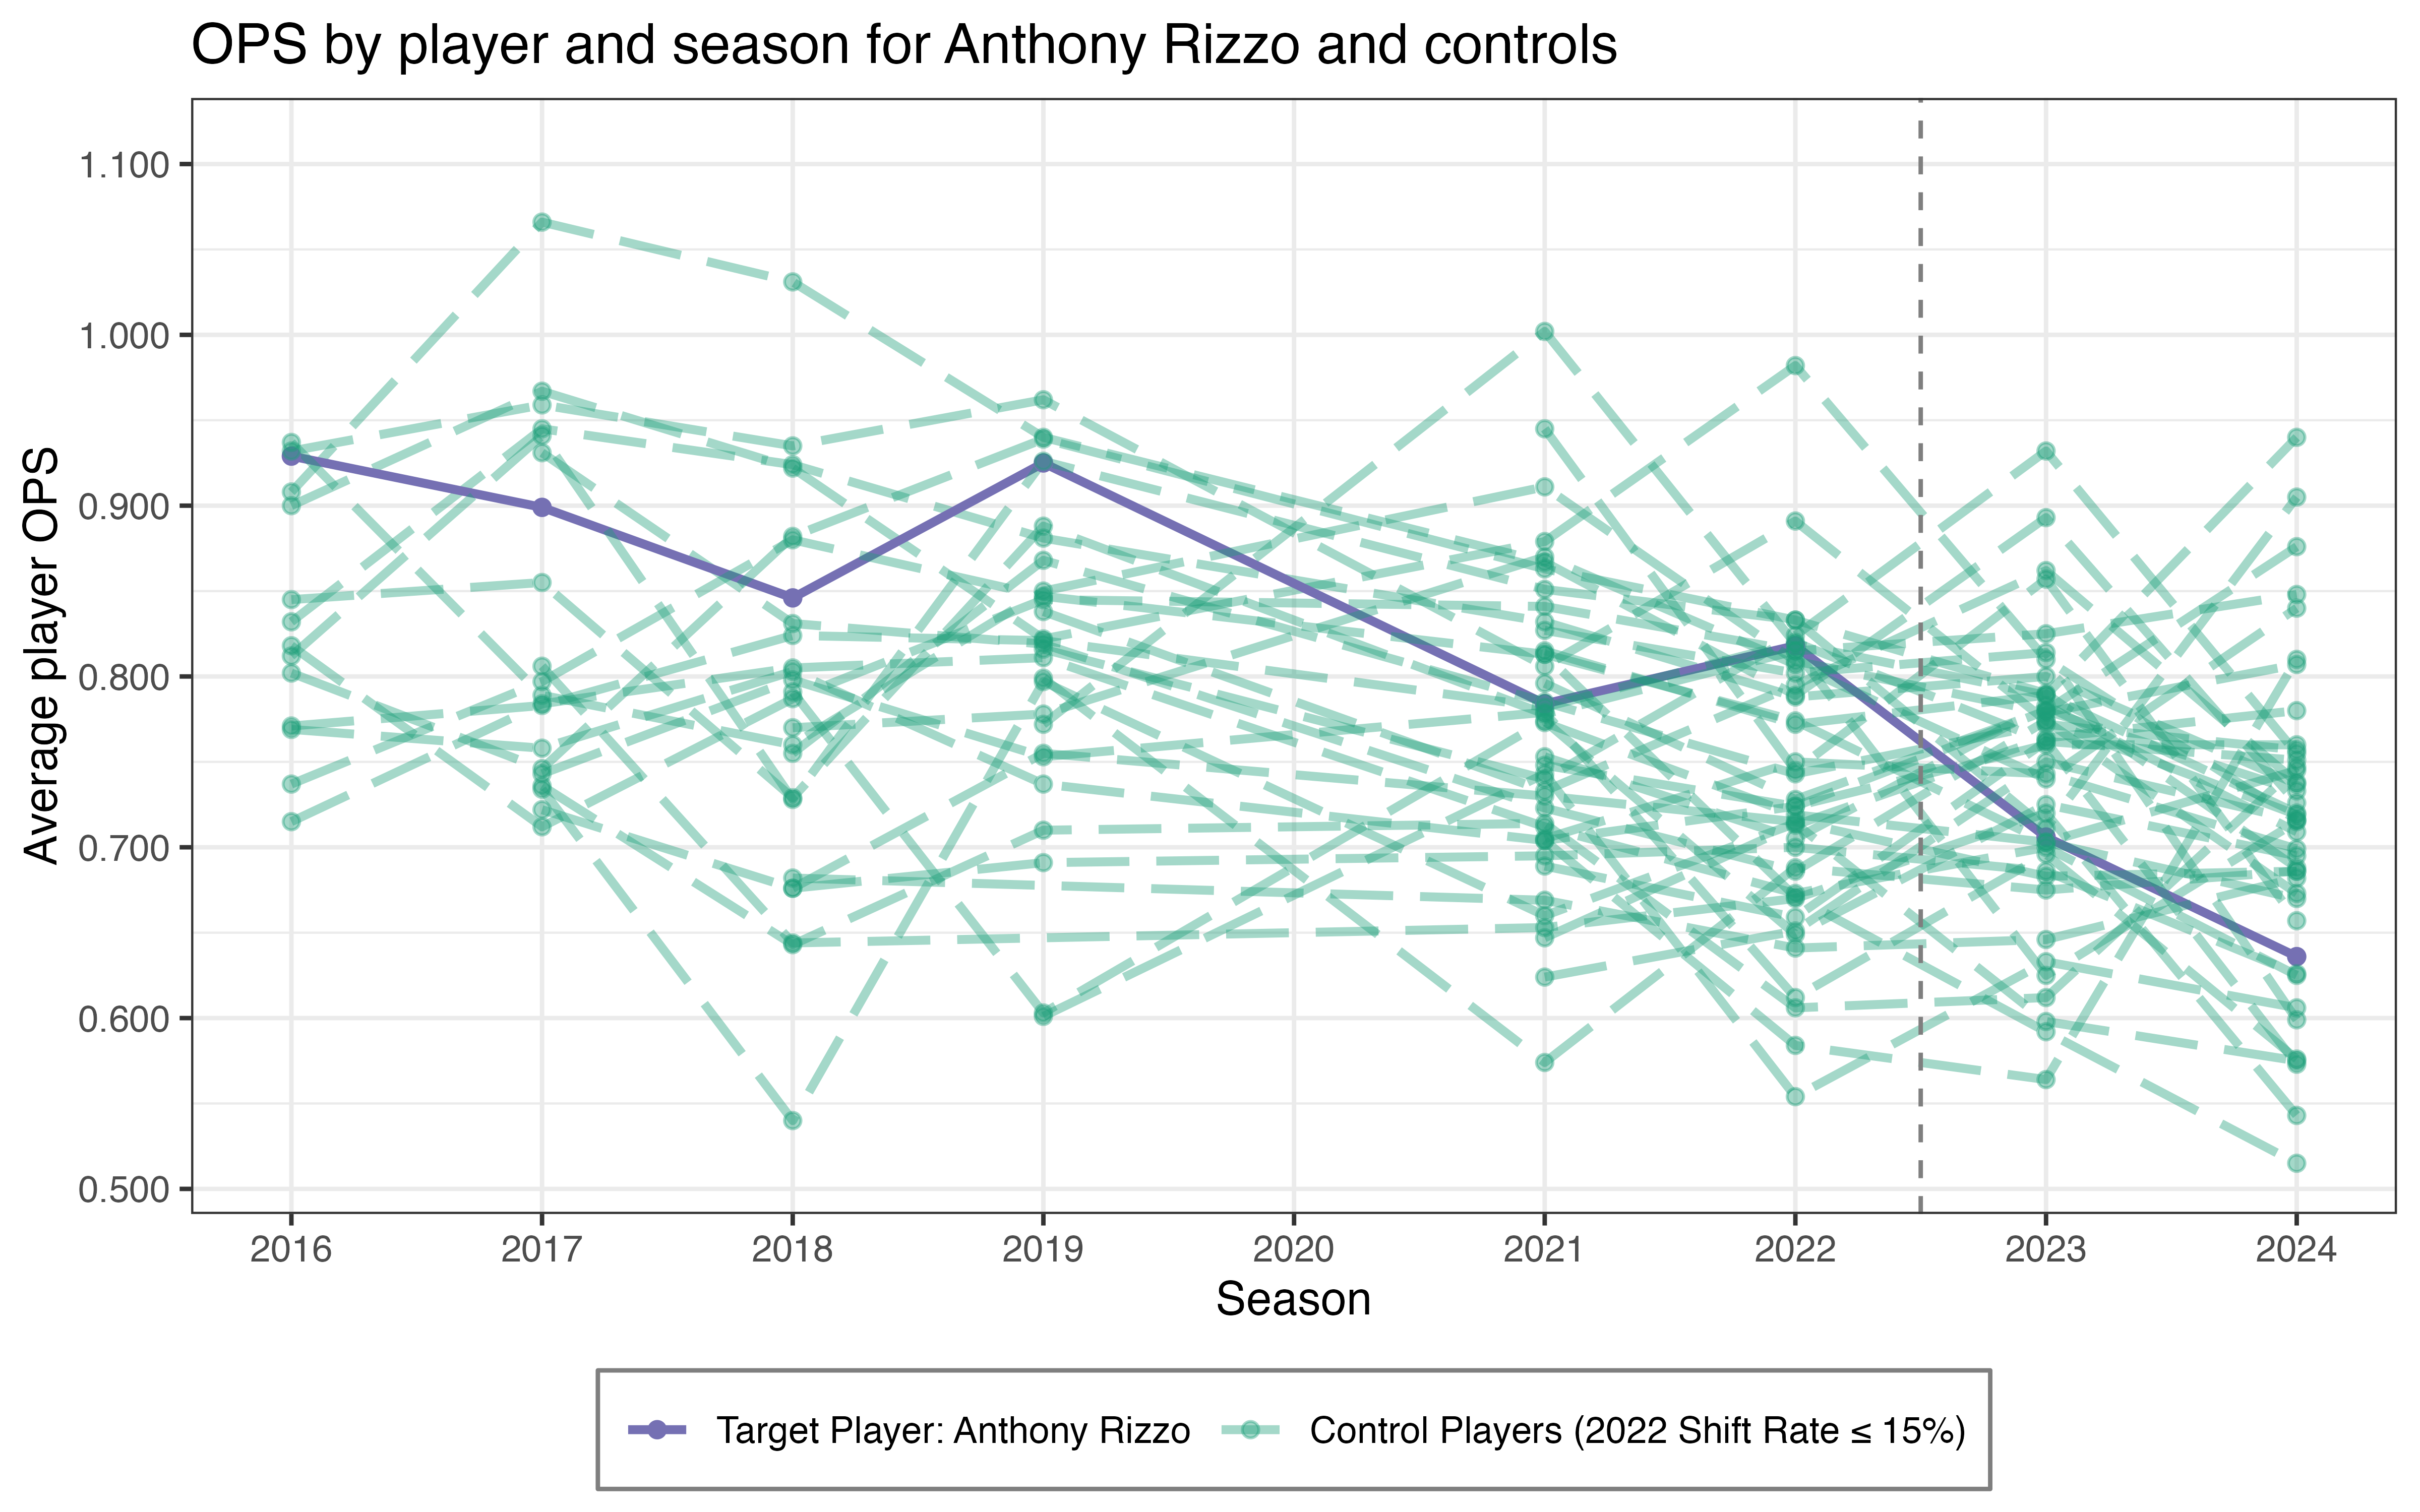 OPS by player and season for Anthony Rizzo and controls
Average player OPS
1.100
1.000
0.900
0.800
0.700
0.600
0.500
2016 2017 2018 2019 2020 2021 2022 2023 2024
Season
Target Player: Anthony Rizzo Control Players (2022 Shift Rate ≤ 15%)